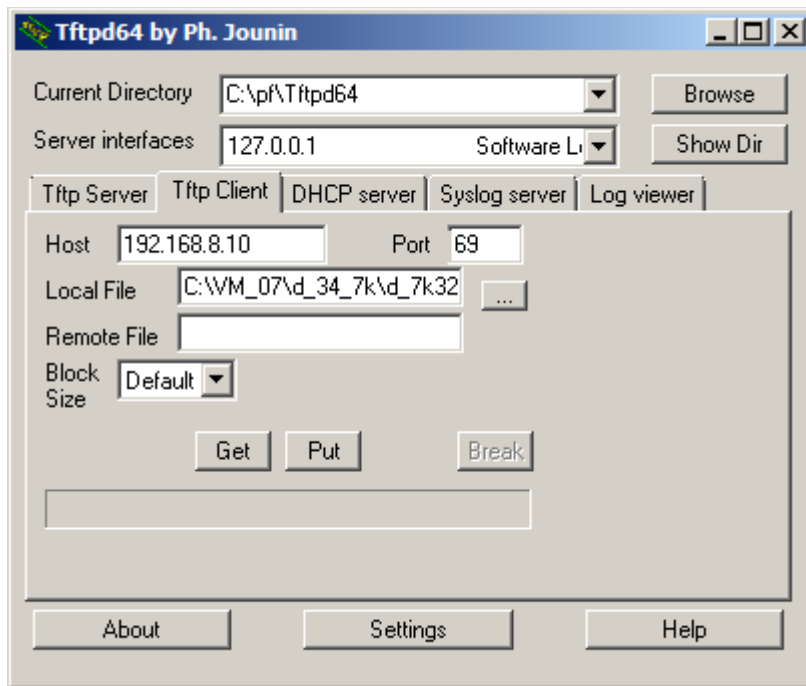 Tftpd64 by Ph. Jounin
Current Directory C:\pf\Tftpd64 Browse
Server interfaces 127.0.0.1 Software L Show Dir
Tftp Server Tftp Client DHCP server Syslog server Log viewer
Host 192.168.8.10 Port 69
Local File C:\VM_07\d_34_7k\d_7k32 ...
Remote File
Block Size Default
Get Put Break
About Settings Help